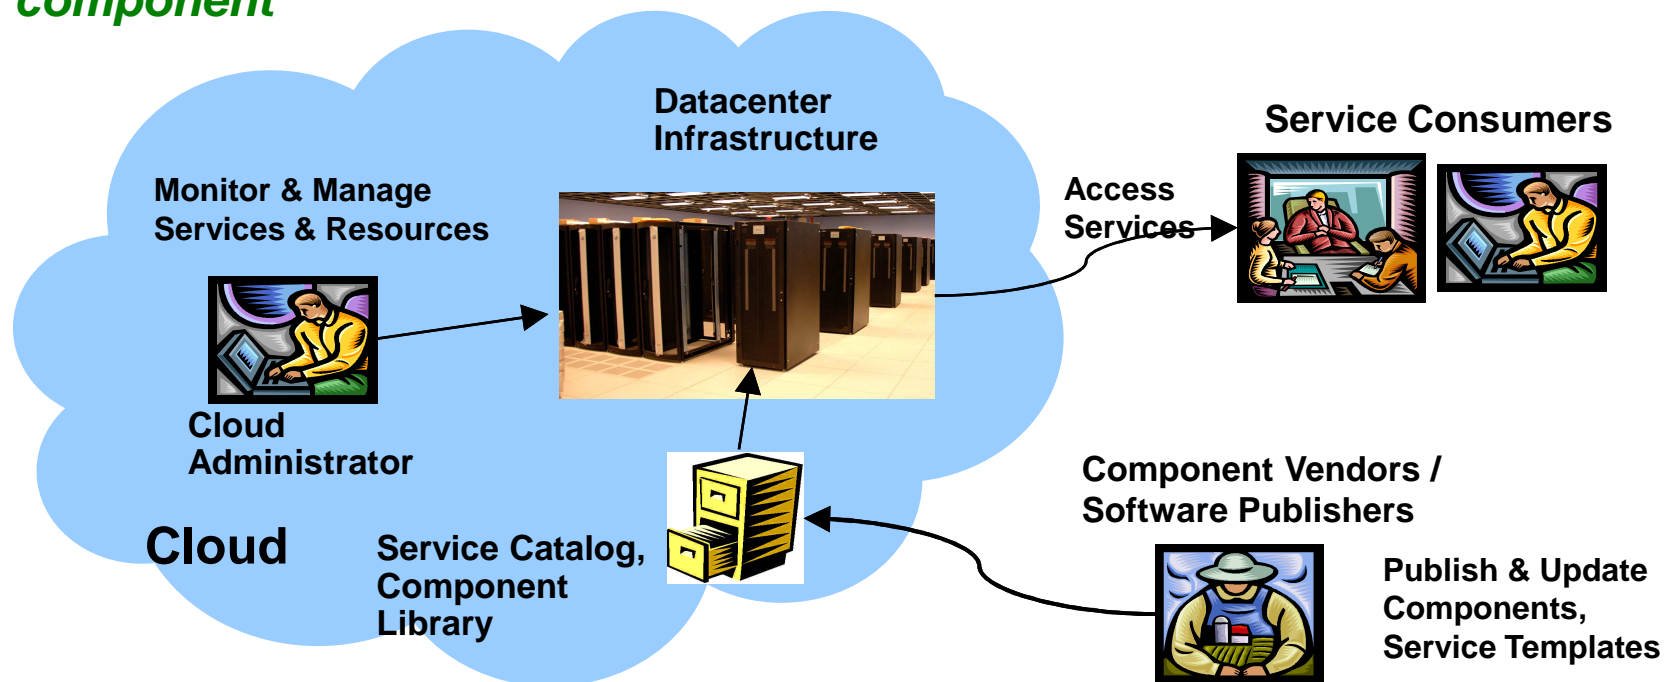 component
Datacenter
Infrastructure
Service Consumers
Monitor & Manage
Services & Resources
Access
Services
Cloud
Administrator
Component Vendors /
Software Publishers
Cloud
Service Catalog,
Component
Library
Publish & Update
Components,
Service Templates